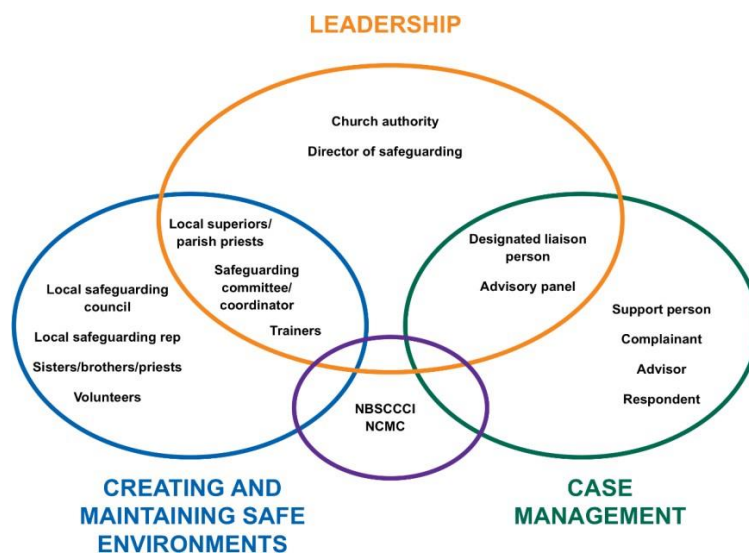 LEADERSHIP
Church authority
Director of safeguarding
Local superiors/
parish priests
Safeguarding
committee/
coordinator
Trainers
Designated liaison
person
Advisory panel
Local safeguarding
council
Local safeguarding rep
Sisters/brothers/priests
Volunteers
Support person
Complainant
Advisor
Respondent
NBSCCCI
NCMC
CREATING AND
MAINTAINING SAFE
ENVIRONMENTS
CASE
MANAGEMENT